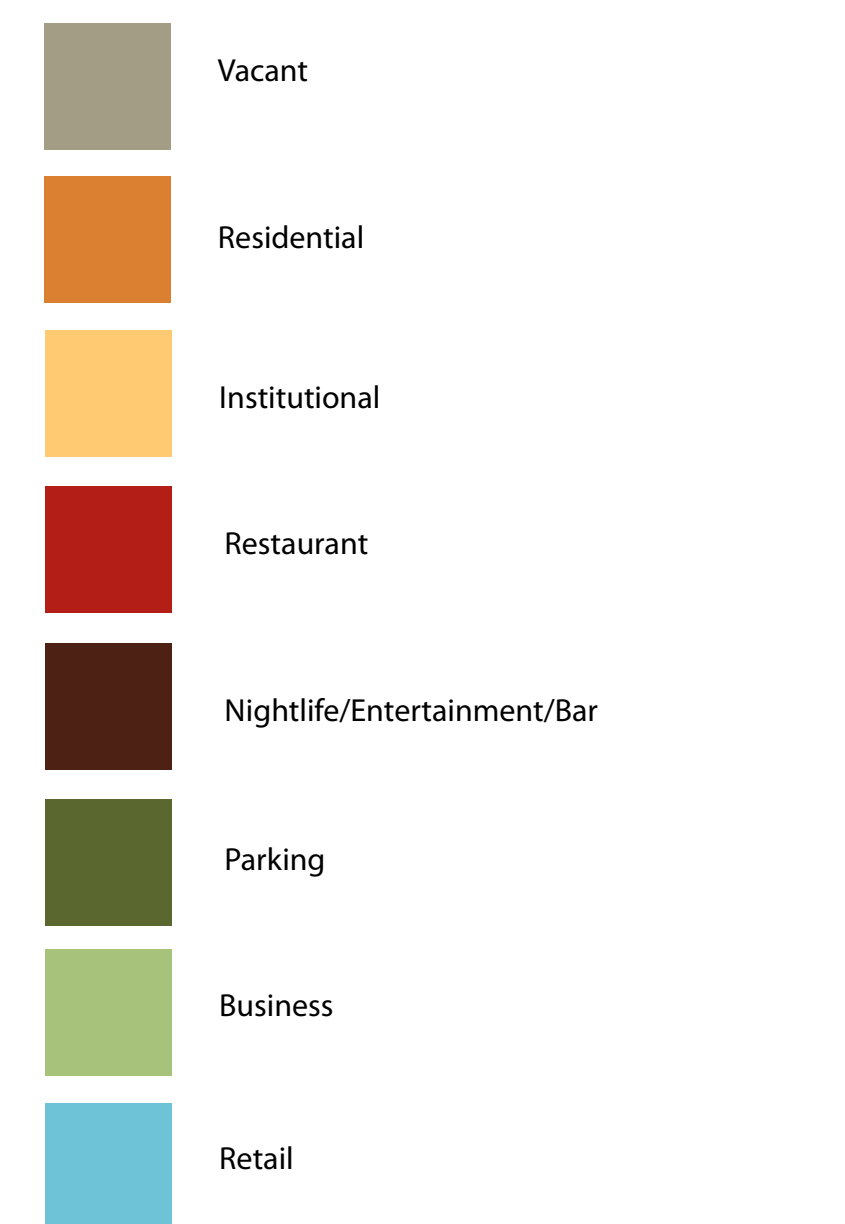 Vacant
Residential
Institutional
Restaurant
Nightlife/Entertainment/Bar
Parking
Business
Retail